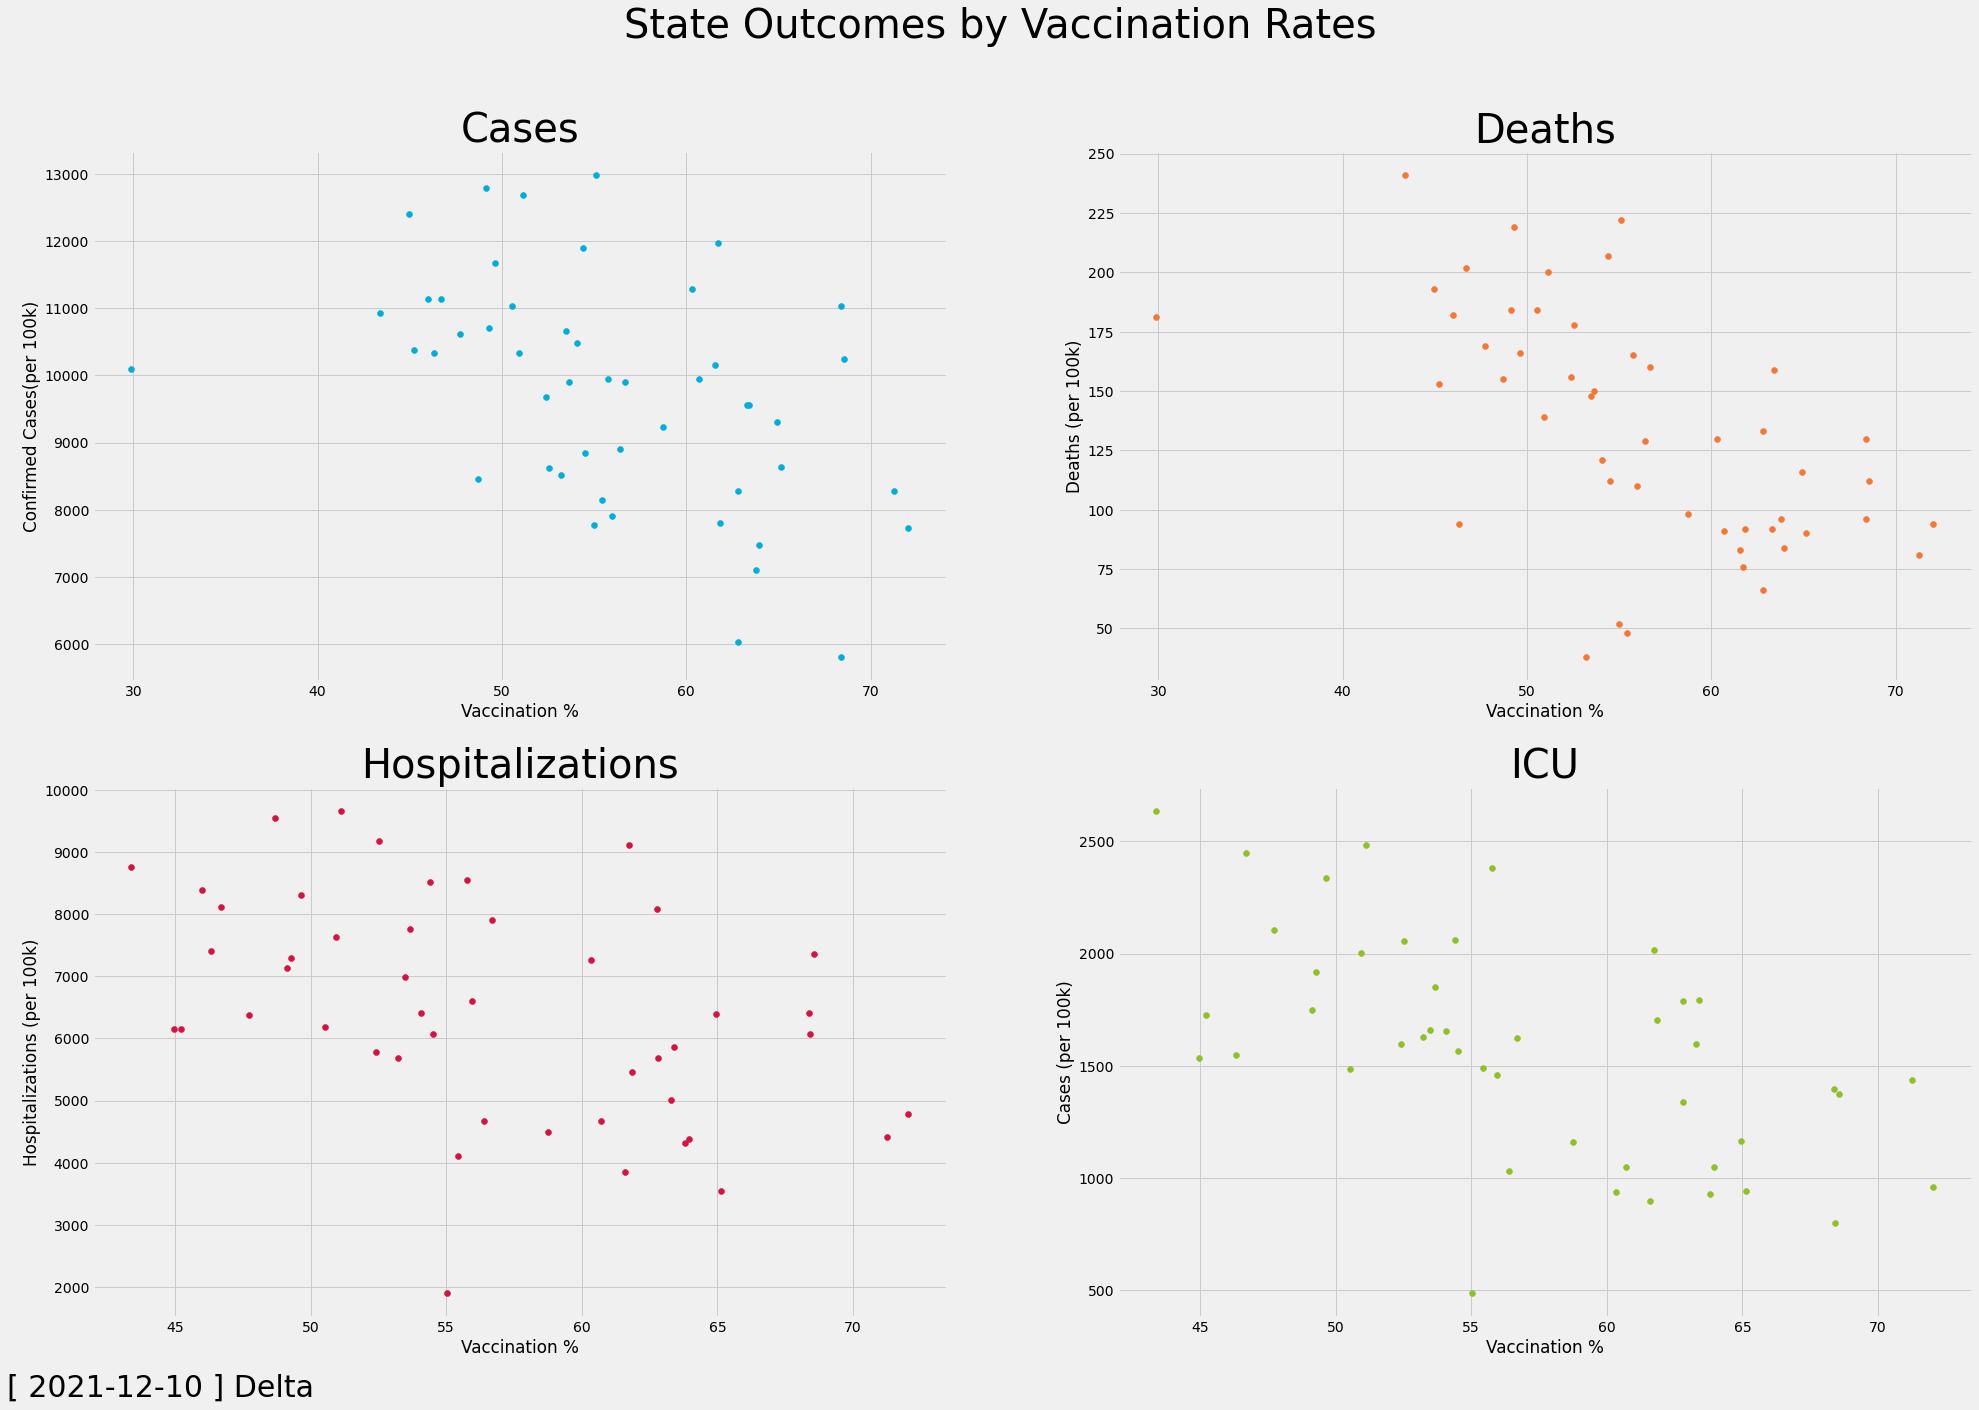 State Outcomes by Vaccination Rates
Cases
13000
12000
11000
10000
9000
8000
7000
6000
Confirmed Cases(per 100k)
30 40 50 60 70
Vaccination %
Deaths
250
225
200
175
150
125
100
75
50
Deaths (per 100k)
30 40 50 60 70
Vaccination %
Hospitalizations
10000
9000
8000
7000
6000
5000
4000
3000
2000
Hospitalizations (per 100k)
45 50 55 60 65 70
Vaccination %
ICU
2500
2000
1500
1000
500
Cases (per 100k)
45 50 55 60 65 70
Vaccination %
[ 2021-12-10 ] Delta